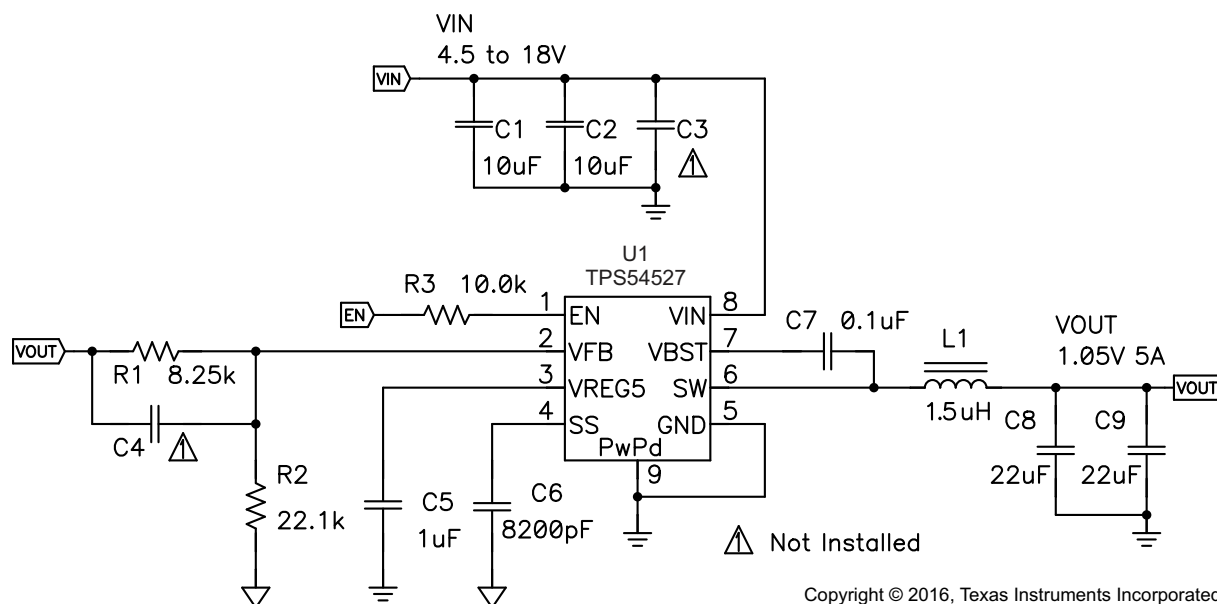 VIN
4.5 to 18V
VIN
C1
C2
C3
10uF
10uF
1
U1
TPS54527
R3 10.0k
EN
1
EN
VIN
8
C7
0.1uF
VOUT
R1
8.25k
2
VFB
VBST
7
L1
VOUT
1.05V 5A
3
VREG5
SW
6
1.5uH
VOUT
C4
1
4
SS
GND
5
C8
C9
PwPd
9
22uF
22uF
R2
22.1k
C5
1uF
C6
8200pF
1 Not Installed
Copyright © 2016, Texas Instruments Incorporated